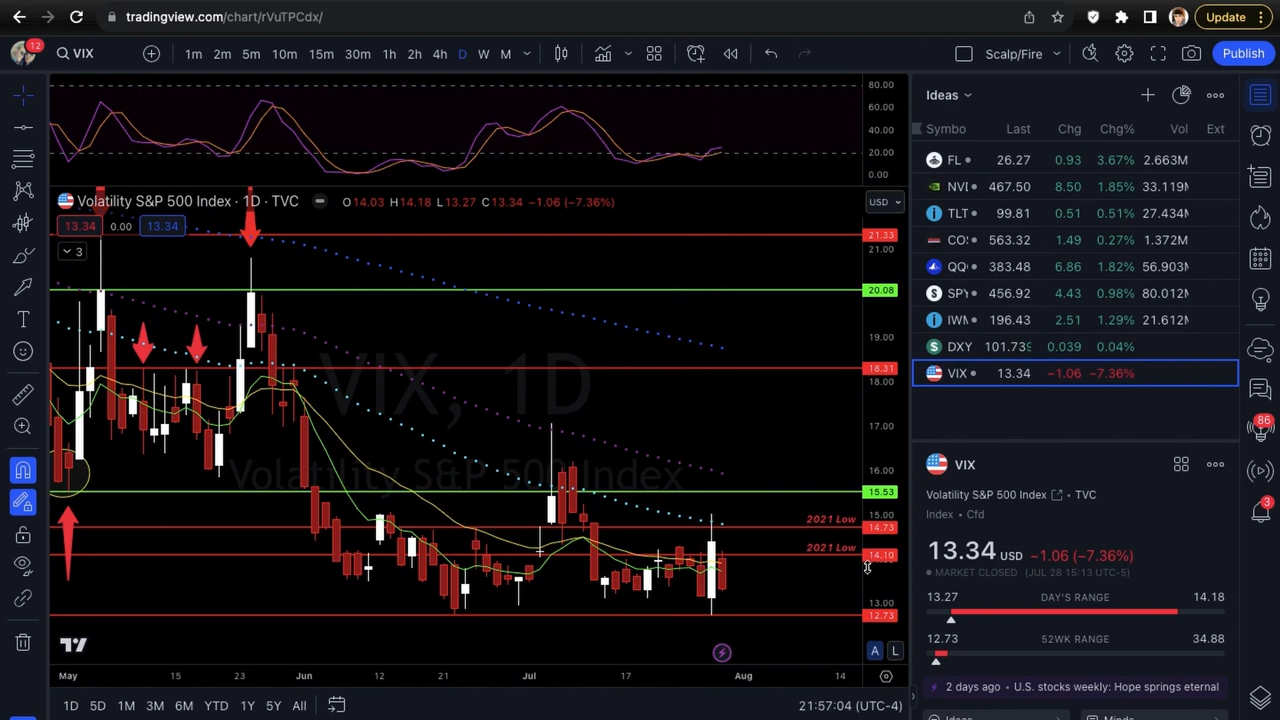 tradingview.com/chart/rVuTPCdx/
Update
12
VIX
1m 2m 5m 10m 15m 30m 1h 2h 4h D W M
Scalp/Fire
Publish
80.00
60.00
40.00
20.00
0.00
Volatility S&P 500 Index · 1D · TVC O14.03 H14.18 L13.27 C13.34 −1.06 (−7.36%)
USD
13.34 0.00 13.34
3
21.33
21.00
20.08
19.00
18.31
18.00
17.00
16.00
15.53
15.00
2021 Low 14.73
2021 Low 14.10
13.00
12.73
VIX, 1D
Volatility S&P 500 Index
A L
May 15 23 Jun 12 21 Jul 17 Aug 14
1D 5D 1M 3M 6M YTD 1Y 5Y All
21:57:04 (UTC-4)
Ideas
Symbo Last Chg Chg% Vol Ext
FL 26.27 0.93 3.67% 2.663M
NVI 467.50 8.50 1.85% 33.119M
TLT 99.81 0.51 0.51% 27.434M
CO 563.32 1.49 0.27% 1.372M
QQ 383.48 6.86 1.82% 56.903M
SPY 456.92 4.43 0.98% 80.012M
IWM 196.43 2.51 1.29% 21.612M
DXY 101.739 0.039 0.04%
VIX 13.34 −1.06 −7.36%
VIX
Volatility S&P 500 Index • TVC
Index • Cfd
13.34 USD −1.06 (−7.36%)
MARKET CLOSED (JUL 28 15:13 UTC-5)
13.27 DAY'S RANGE 14.18
12.73 52WK RANGE 34.88
2 days ago • U.S. stocks weekly: Hope springs eternal
86
3